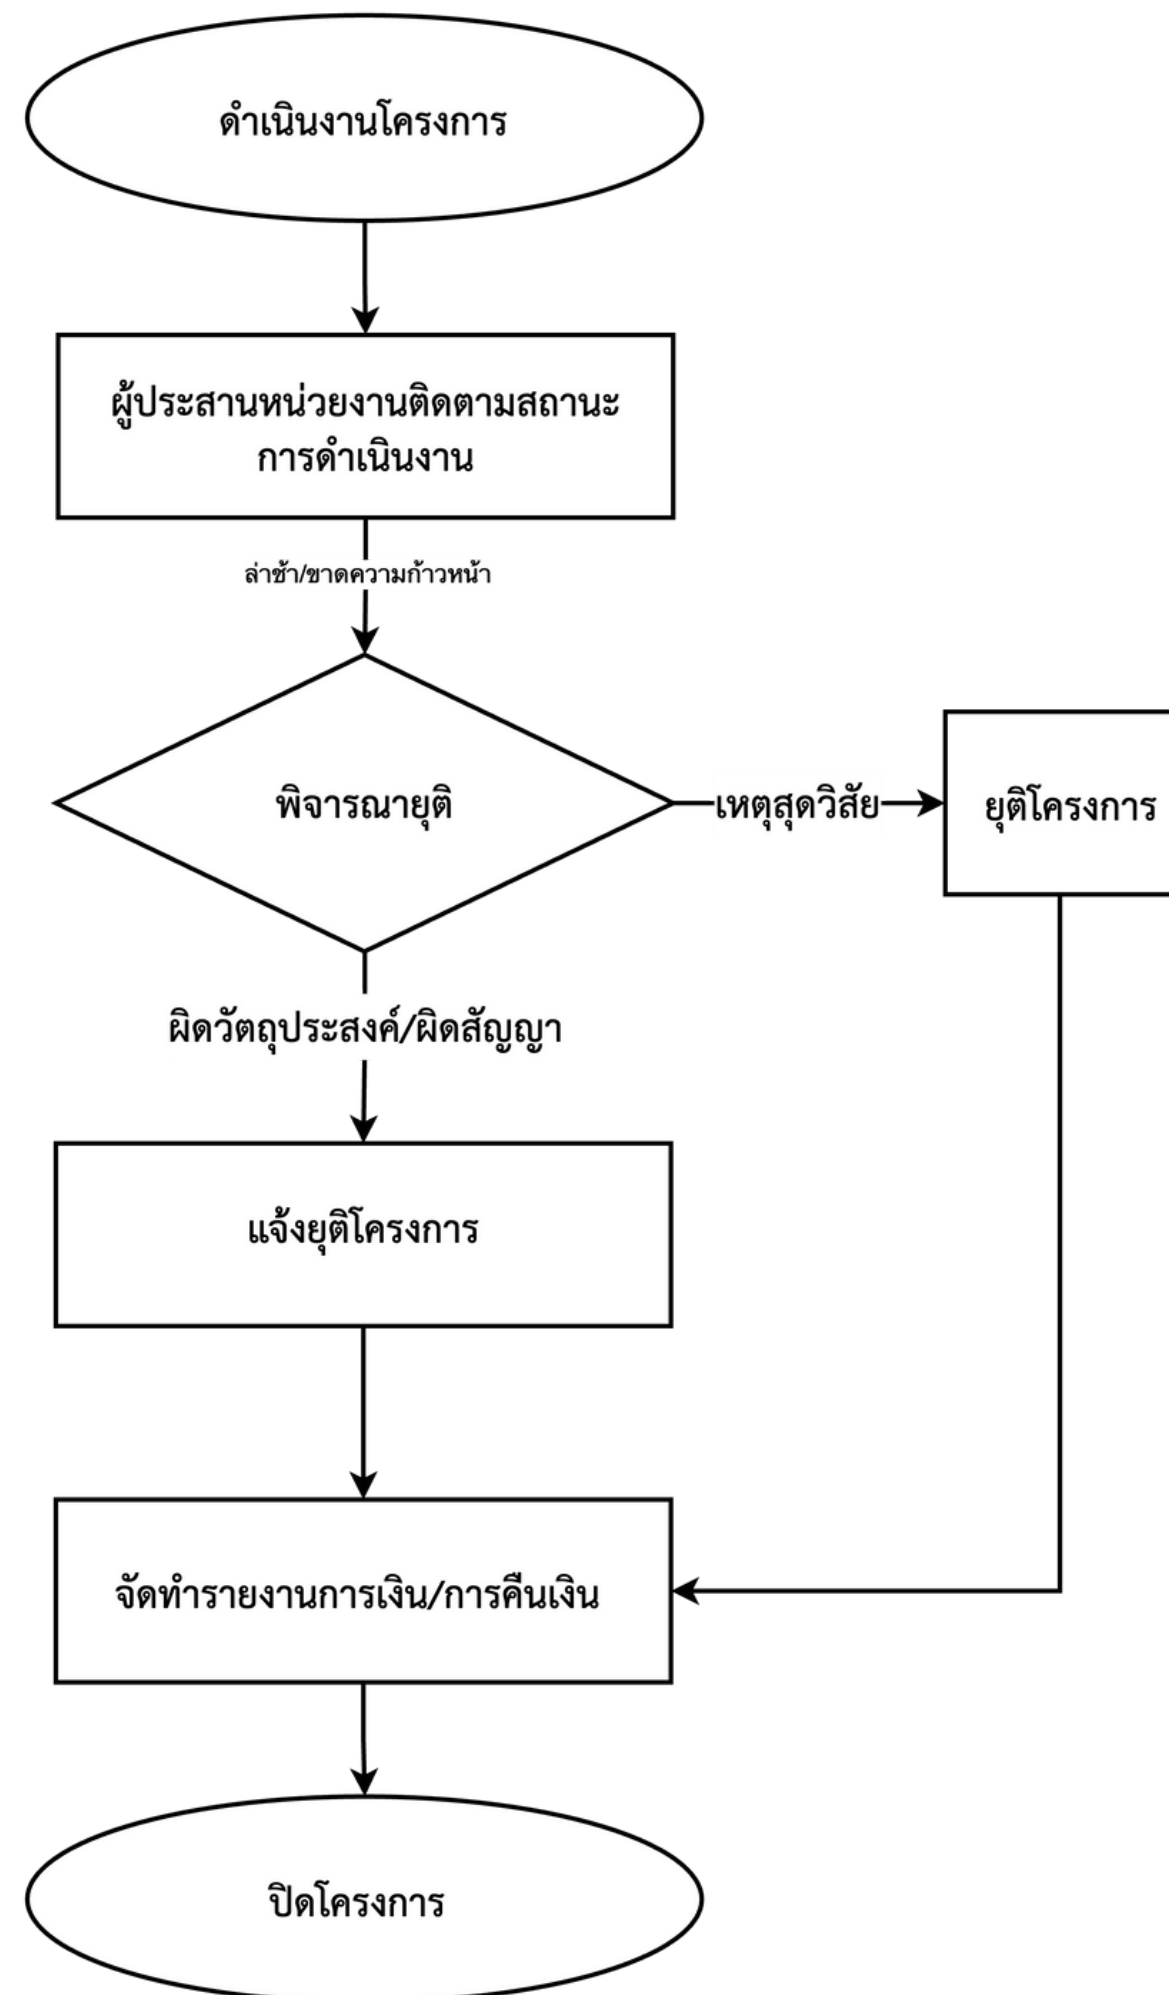 ดำเนินงานโครงการ
ผู้ประสานหน่วยงานติดตามสถานะ
การดำเนินงาน
ล่าช้า/ขาดความก้าวหน้า
พิจารณายุติ
เหตุสุดวิสัย
ยุติโครงการ
ผิดวัตถุประสงค์/ผิดสัญญา
แจ้งยุติโครงการ
จัดทำรายงานการเงิน/การคืนเงิน
ปิดโครงการ